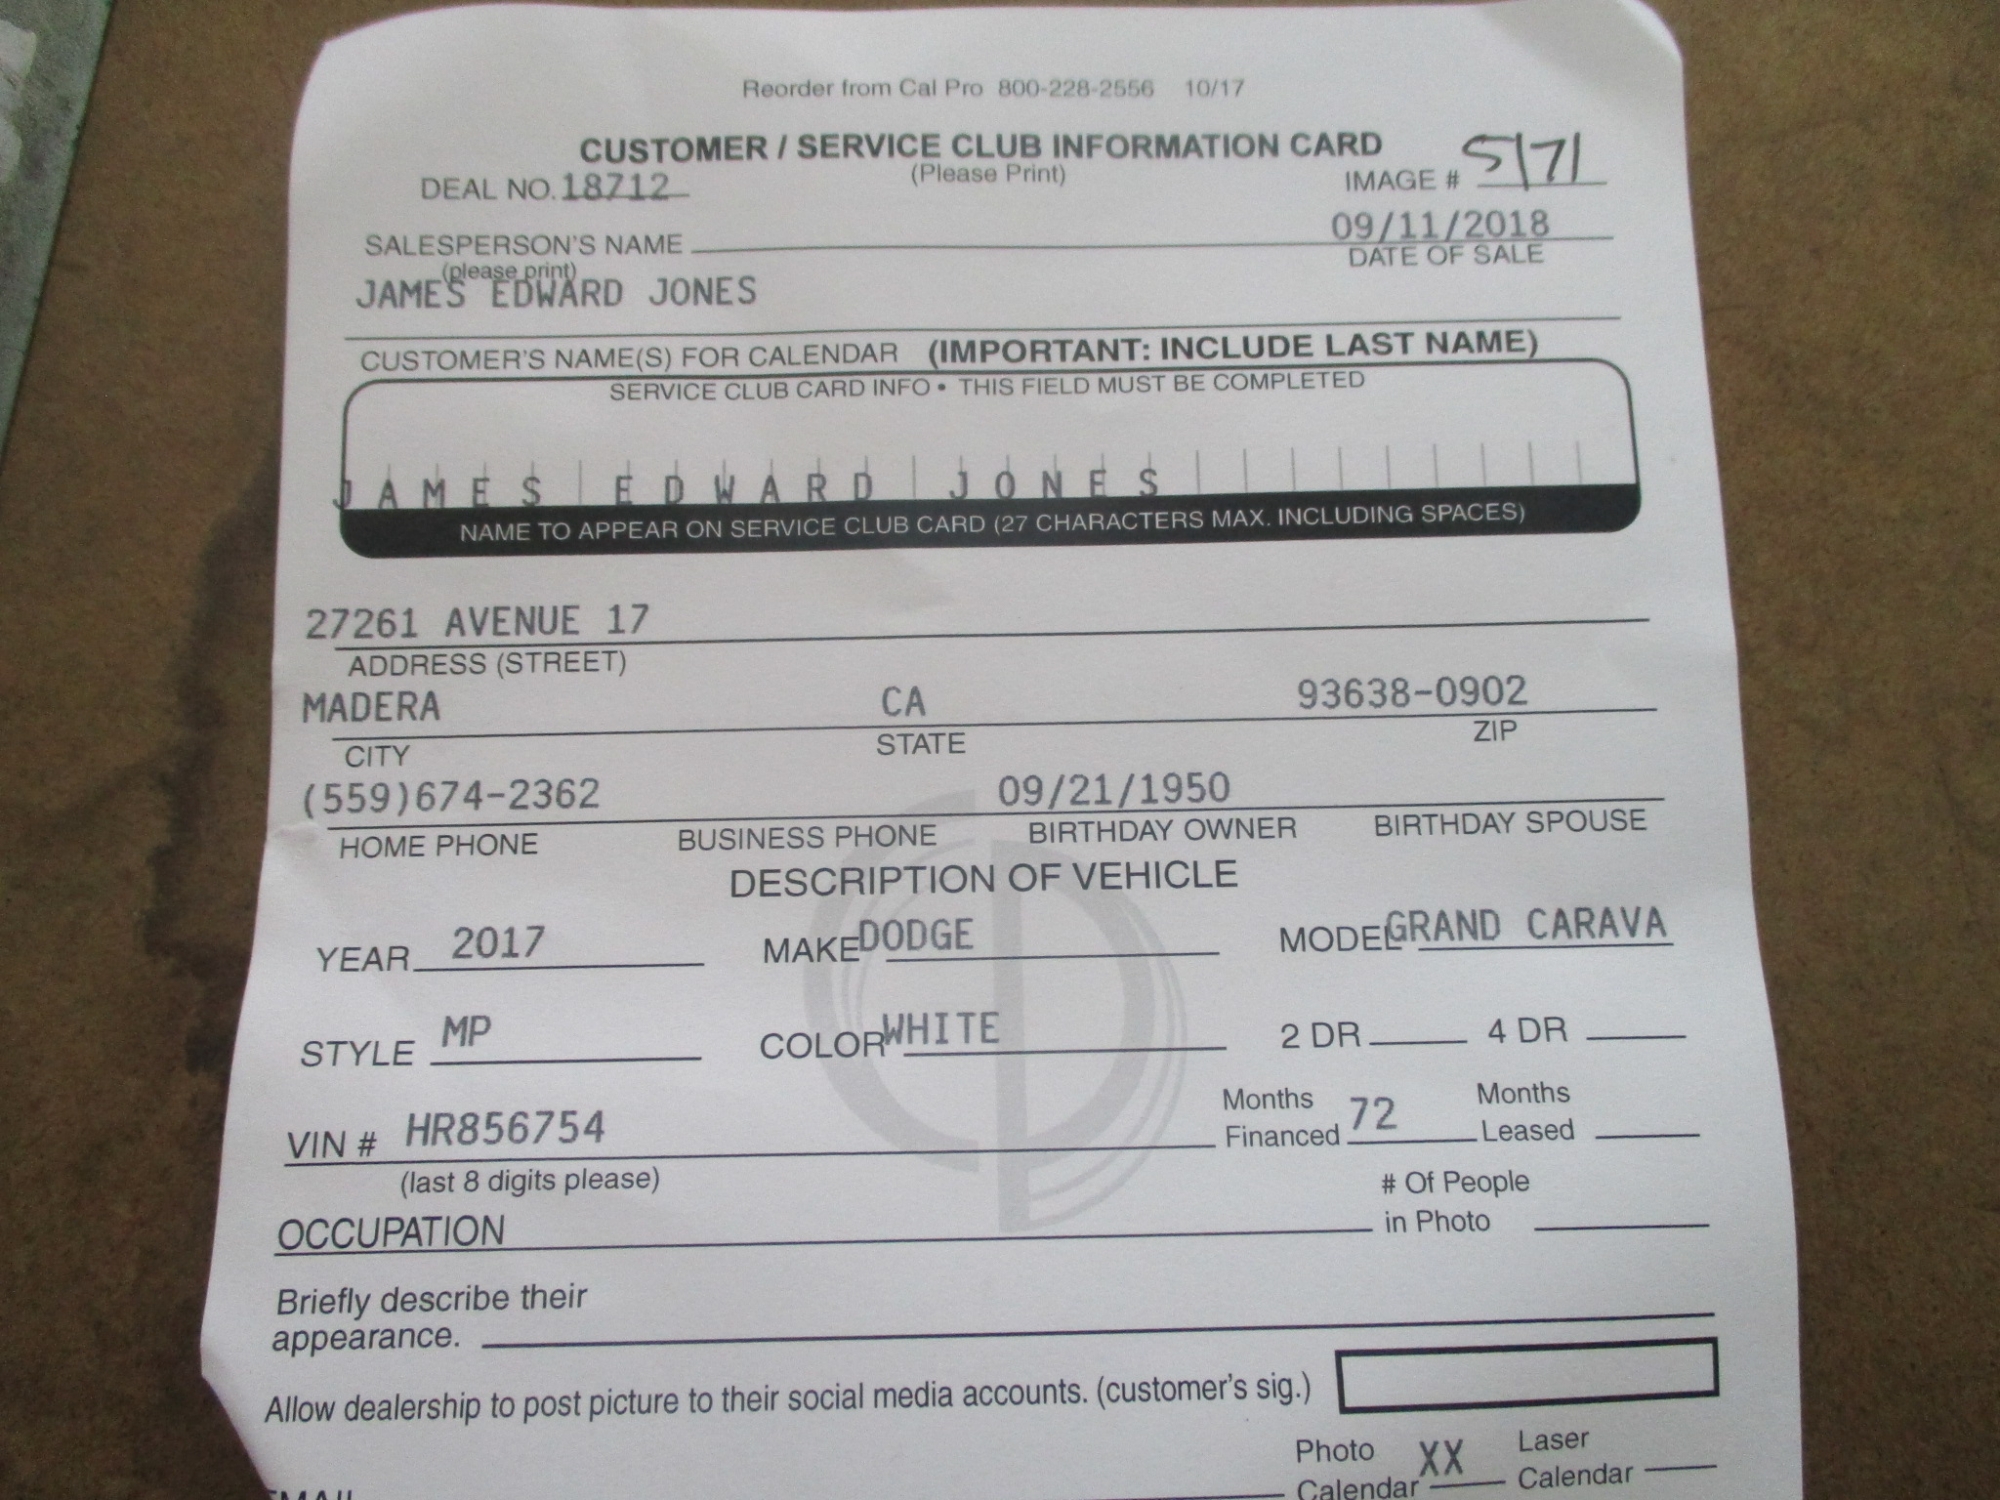 Reorder from Cal Pro 800-228-2556 10/17
CUSTOMER / SERVICE CLUB INFORMATION CARD
(Please Print)
DEAL NO. 18712 IMAGE # 5171
09/11/2018
SALESPERSON'S NAME DATE OF SALE
(please print)
JAMES EDWARD JONES
CUSTOMER'S NAME(S) FOR CALENDAR (IMPORTANT: INCLUDE LAST NAME)
SERVICE CLUB CARD INFO • THIS FIELD MUST BE COMPLETED
JAMES EDWARD JONES
NAME TO APPEAR ON SERVICE CLUB CARD (27 CHARACTERS MAX. INCLUDING SPACES)
27261 AVENUE 17
ADDRESS (STREET)
MADERA CA 93638-0902
CITY STATE ZIP
(559)674-2362 09/21/1950
HOME PHONE BUSINESS PHONE BIRTHDAY OWNER BIRTHDAY SPOUSE
DESCRIPTION OF VEHICLE
YEAR 2017 MAKE DODGE MODEL GRAND CARAVA
STYLE MP COLOR WHITE 2 DR 4 DR
VIN # HR856754 Months Financed 72 Months Leased
(last 8 digits please)
OCCUPATION # Of People in Photo
Briefly describe their
appearance.
Allow dealership to post picture to their social media accounts. (customer's sig.)
Photo Calendar XX Laser Calendar